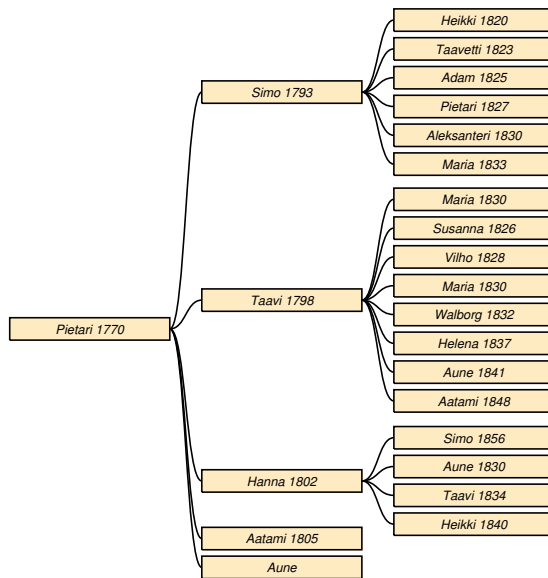 Pietari 1770
Simo 1793
Heikki 1820
Taavetti 1823
Adam 1825
Pietari 1827
Aleksanteri 1830
Maria 1833
Taavi 1798
Maria 1830
Susanna 1826
Vilho 1828
Maria 1830
Walborg 1832
Helena 1837
Aune 1841
Aatami 1848
Hanna 1802
Simo 1856
Aune 1830
Taavi 1834
Heikki 1840
Aatami 1805
Aune